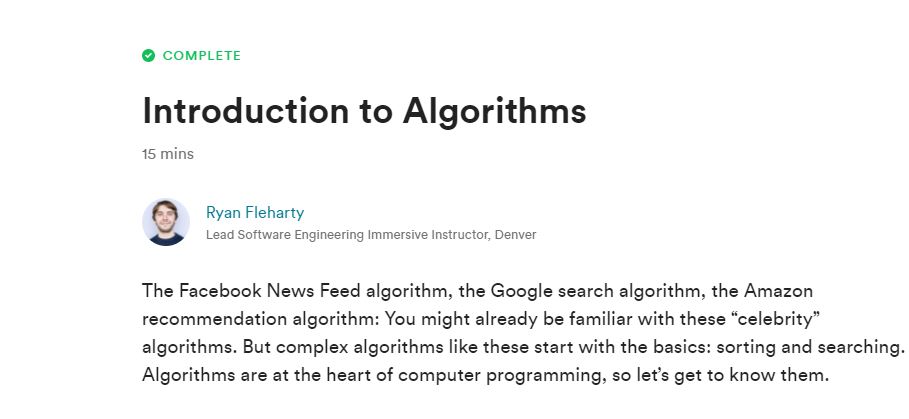 COMPLETE
Introduction to Algorithms
15 mins
Ryan Fleharty
Lead Software Engineering Immersive Instructor, Denver
The Facebook News Feed algorithm, the Google search algorithm, the Amazon
recommendation algorithm: You might already be familiar with these “celebrity”
algorithms. But complex algorithms like these start with the basics: sorting and searching.
Algorithms are at the heart of computer programming, so let’s get to know them.